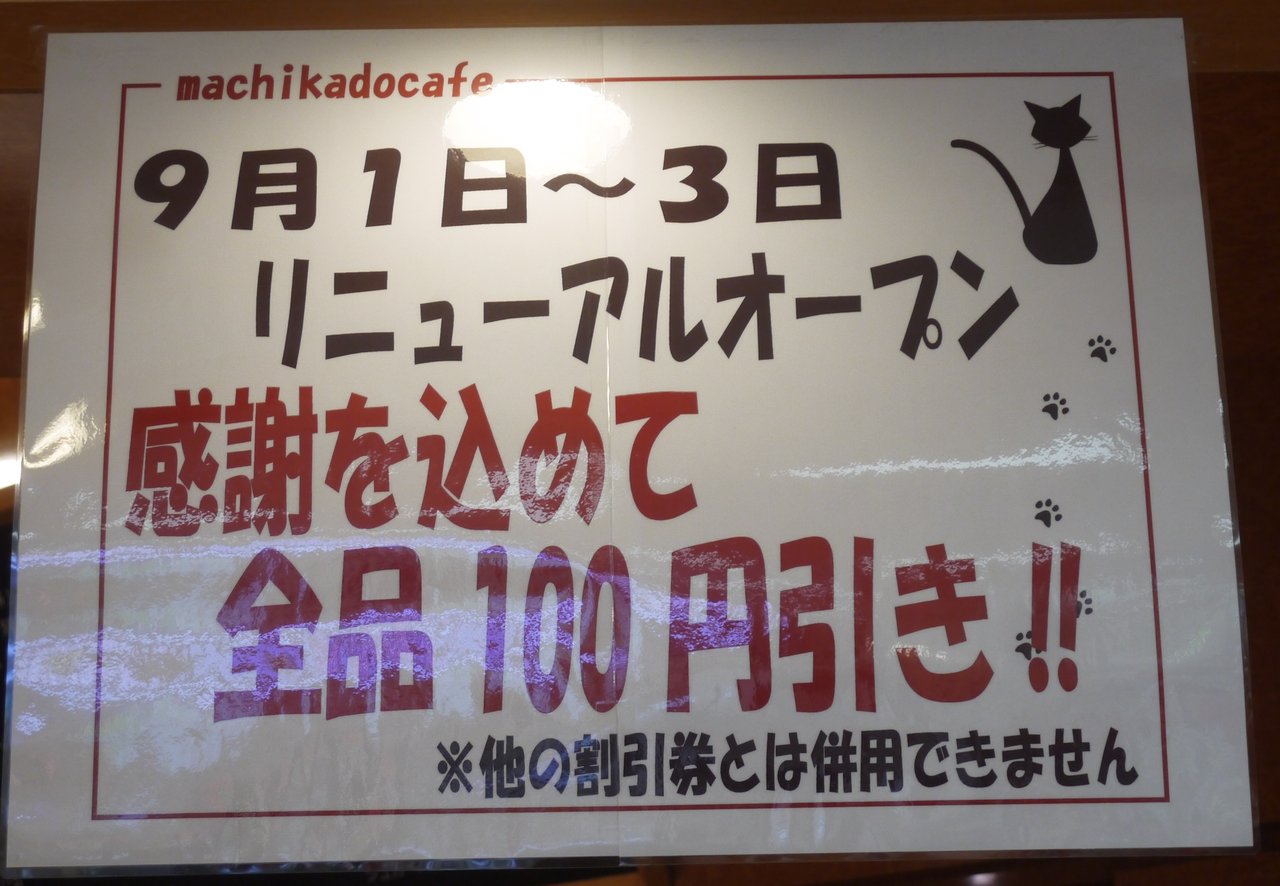 machikadocafe
9月1日～3日
リニューアルオープン
感謝を込めて
全品100円引き!!
※他の割引券とは併用できません